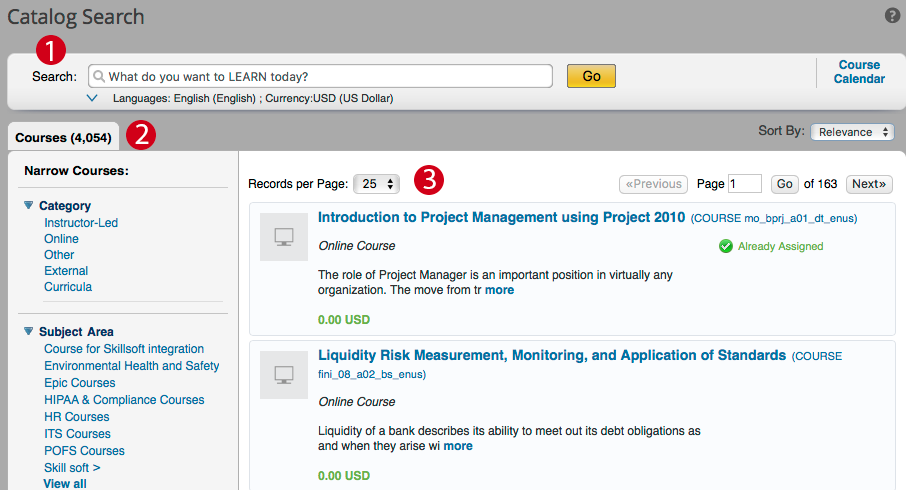 Catalog Search
?
1
Search: What do you want to LEARN today? Go
Course
Calendar
Languages: English (English) ; Currency:USD (US Dollar)
Courses (4,054)
2
Sort By: Relevance
Narrow Courses:
Category
Instructor-Led
Online
Other
External
Curricula
Subject Area
Course for Skillsoft integration
Environmental Health and Safety
Epic Courses
HIPAA & Compliance Courses
HR Courses
ITS Courses
POFS Courses
Skill soft >
View all
Records per Page: 25
3
«Previous Page 1 Go of 163 Next»
Introduction to Project Management using Project 2010 (COURSE mo_bprj_a01_dt_enus)
Online Course
Already Assigned
The role of Project Manager is an important position in virtually any
organization. The move from tr more
0.00 USD
Liquidity Risk Measurement, Monitoring, and Application of Standards (COURSE
fini_08_a02_bs_enus)
Online Course
Liquidity of a bank describes its ability to meet out its debt obligations as
and when they arise wi more
0.00 USD